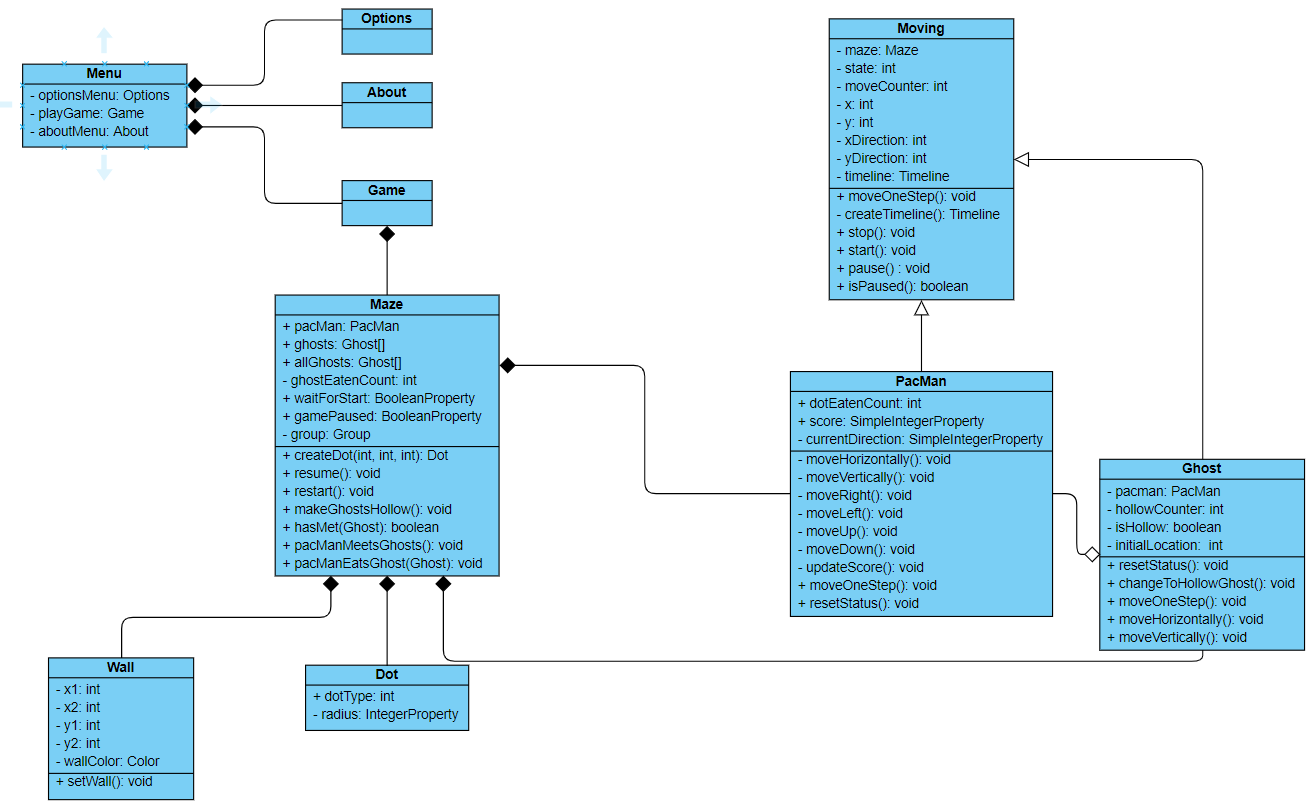 Options
Menu
- optionsMenu: Options
- playGame: Game
- aboutMenu: About
About
Game
Moving
- maze: Maze
- state: int
- moveCounter: int
- x: int
- y: int
- xDirection: int
- yDirection: int
- timeline: Timeline
+ moveOneStep(): void
- createTimeline(): Timeline
+ stop(): void
+ start(): void
+ pause() : void
+ isPaused(): boolean
Maze
+ pacMan: PacMan
+ ghosts: Ghost[]
+ allGhosts: Ghost[]
- ghostEatenCount: int
+ waitForStart: BooleanProperty
+ gamePaused: BooleanProperty
- group: Group
+ createDot(int, int, int): Dot
+ resume(): void
+ restart(): void
+ makeGhostsHollow(): void
+ hasMet(Ghost): boolean
+ pacManMeetsGhosts(): void
+ pacManEatsGhost(Ghost): void
PacMan
+ dotEatenCount: int
+ score: SimpleIntegerProperty
- currentDirection: SimpleIntegerProperty
- moveHorizontally(): void
- moveVertically(): void
- moveRight(): void
- moveLeft(): void
- moveUp(): void
- moveDown(): void
- updateScore(): void
+ moveOneStep(): void
+ resetStatus(): void
Ghost
- pacman: PacMan
- hollowCounter: int
- isHollow: boolean
- initialLocation:  int
+ resetStatus(): void
+ changeToHollowGhost(): void
+ moveOneStep(): void
+ moveHorizontally(): void
+ moveVertically(): void
Wall
- x1: int
- x2: int
- y1: int
- y2: int
- wallColor: Color
+ setWall(): void
Dot
+ dotType: int
- radius: IntegerProperty